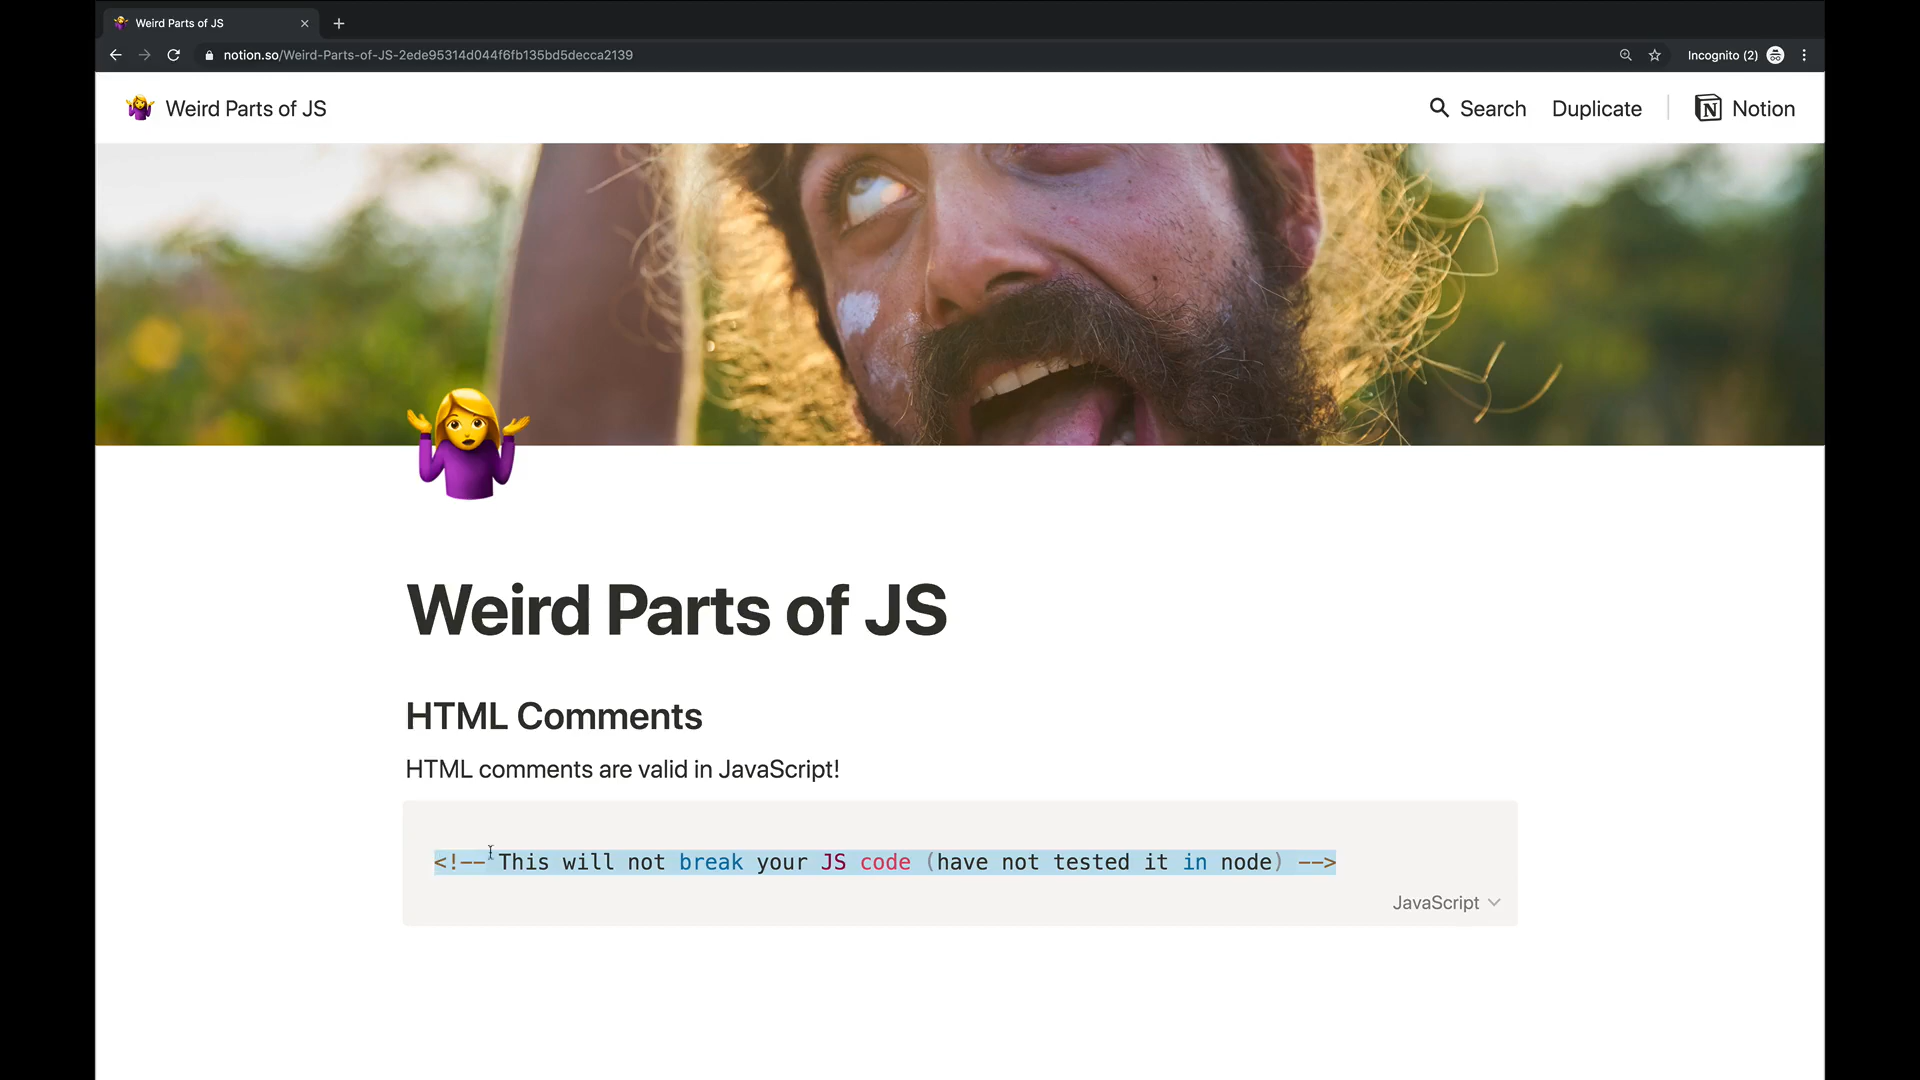 Weird Parts of JS
notion.so/Weird-Parts-of-JS-2ede95314d044f6fb135bd5decca2139
Incognito (2)
Weird Parts of JS
Search
Duplicate
Notion
Weird Parts of JS
HTML Comments
HTML comments are valid in JavaScript!
<!-- This will not break your JS code (have not tested it in node) -->
JavaScript